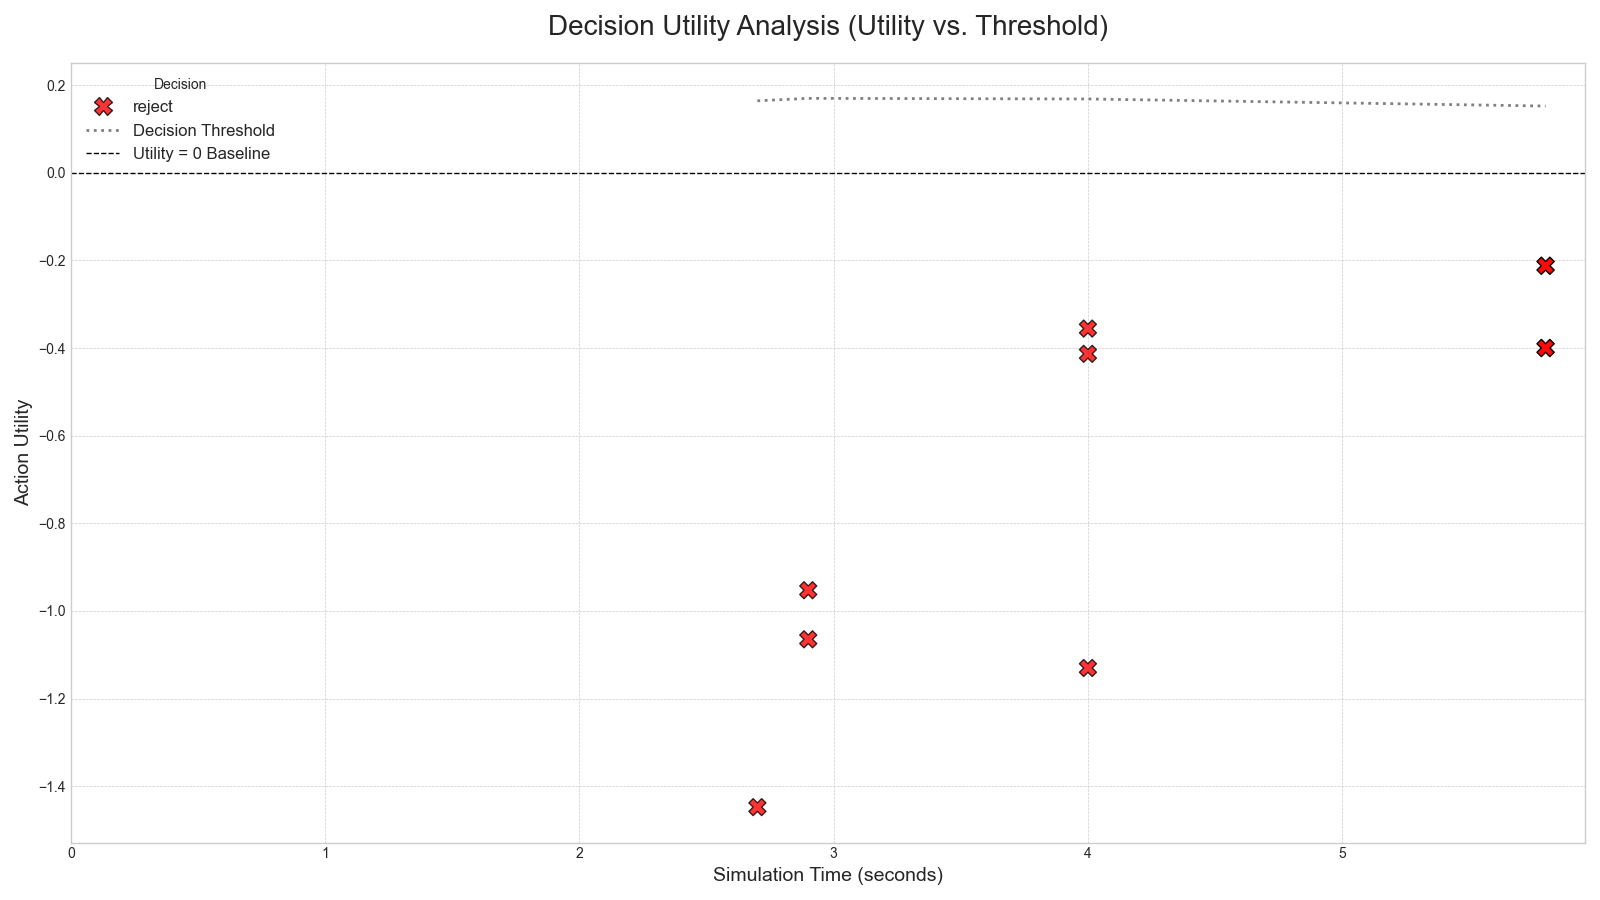 Decision Utility Analysis (Utility vs. Threshold)
Decision
reject
Decision Threshold
Utility = 0 Baseline
Action Utility
0.2
0.0
−0.2
−0.4
−0.6
−0.8
−1.0
−1.2
−1.4
0 1 2 3 4 5
Simulation Time (seconds)